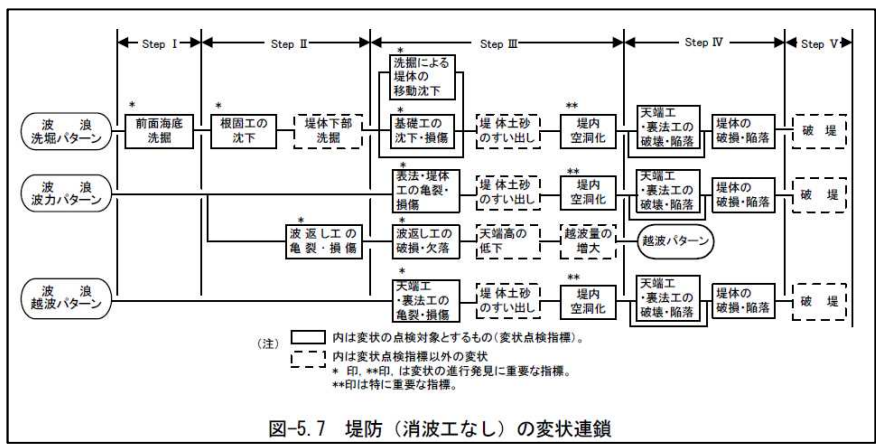 Step Ⅰ Step Ⅱ Step Ⅲ Step Ⅳ Step Ⅴ
*
洗掘による
堤体の
移動沈下
波 浪
洗堀パターン
*
前面海底
洗掘
*
根固工の
沈下
堤体下部
洗掘
*
基礎工の
沈下・損傷
堤体土砂
のすい出し
**
堤内
空洞化
天端工
・裏法工の
破壊・陥落
堤体の
破損・陥落
破 堤
波 浪
波力パターン
*
表法・堤体
工の亀裂・
損傷
堤体土砂
のすい出し
**
堤内
空洞化
天端工
・裏法工の
破壊・陥落
堤体の
破損・陥落
破 堤
*
波返し工の
亀裂・損傷
*
波返し工の
破損・欠落
天端高の
低下
越波量の
増大
越波パターン
波 浪
越波パターン
*
天端工
・裏法工の
亀裂・損傷
堤体土砂
のすい出し
**
堤内
空洞化
天端工
・裏法工の
破壊・陥落
堤体の
破損・陥落
破 堤
(注) 内は変状の点検対象とするもの(変状点検指標)。
内は変状点検指標以外の変状
* 印、**印、は変状の進行発見に重要な指標。
**印は特に重要な指標。
図-5.7 堤防（消波工なし）の変状連鎖